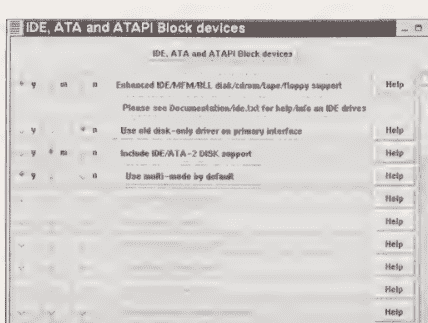 IDE, ATA and ATAPI Block devices
IDE, ATA and ATAPI Block devices
y m n Enhanced IDE/MFM/RLL disk/cdrom/tape/floppy support Help
Please see Documentation/ide.txt for help/info on IDE drives
y n Use old disk-only driver on primary interface Help
y m n Include IDE/ATA-2 DISK support Help
y n Use multi-mode by default Help
Help
Help
Help
Help
Help
Help